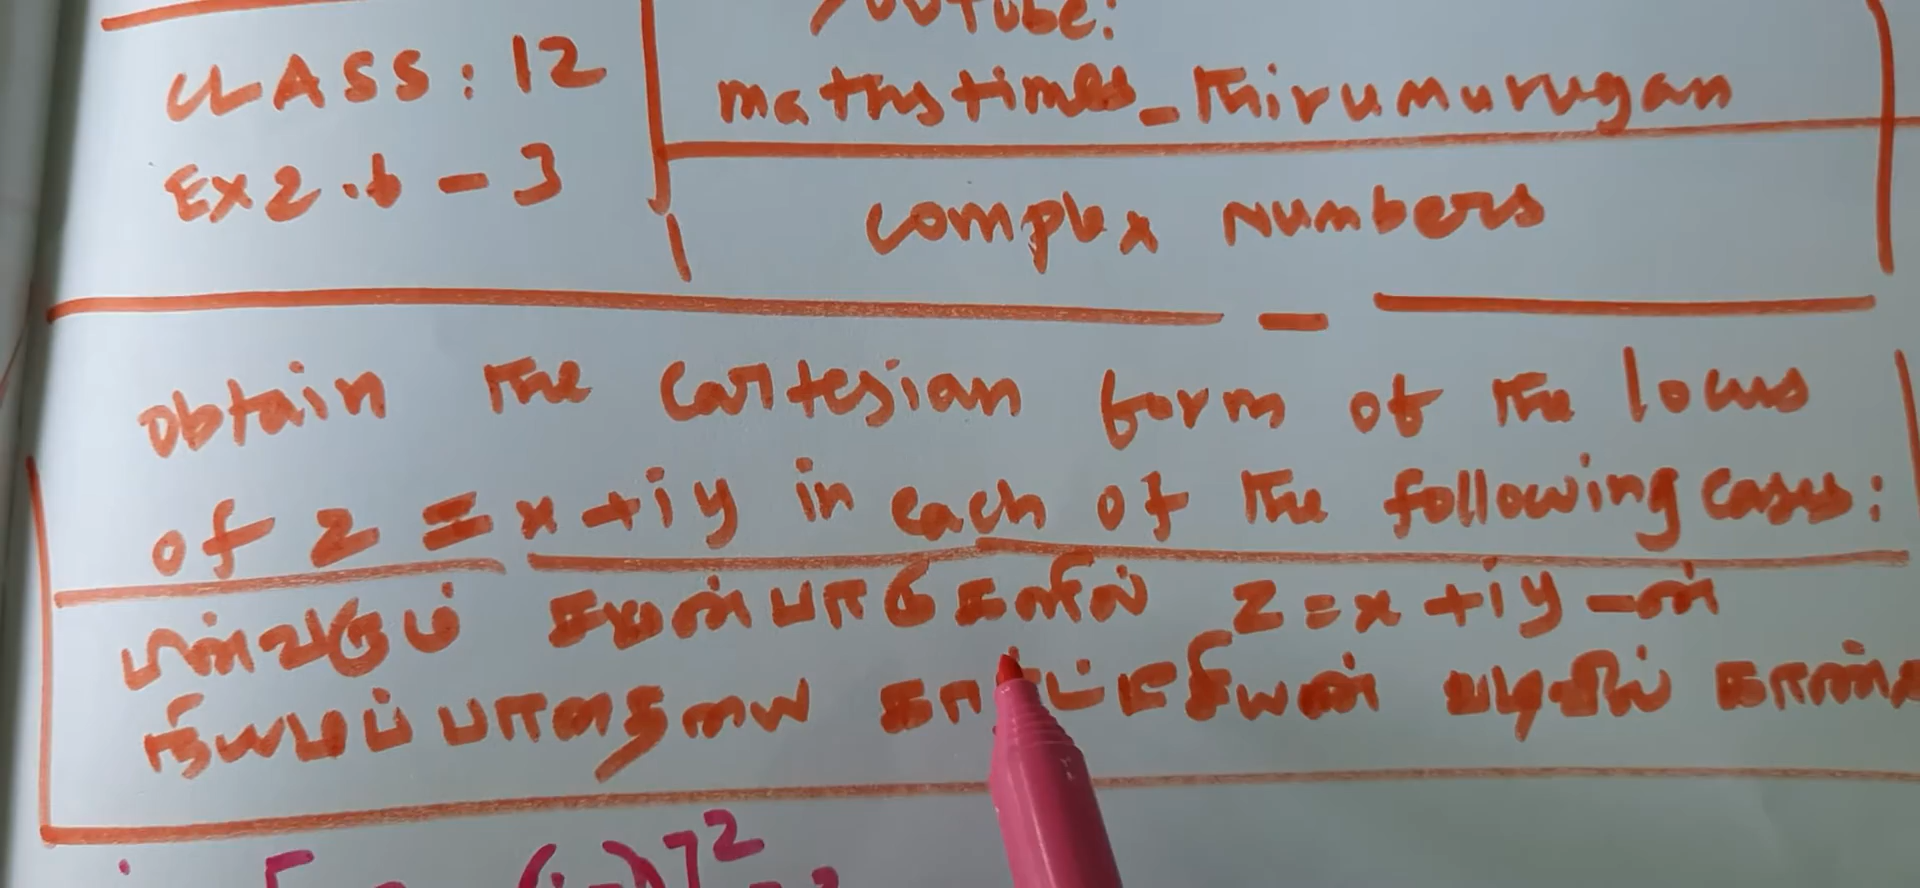 CLASS: 12
EX 2.6 - 3
YouTube:
mathstimes_Thirumurugan
complex Numbers
obtain the cartesian form of the locus
of z = x+iy in each of the following cases:
பின்வரும் சமன்பாடுகளில் z = x + iy -ன்
நியமப் பாதையை கார்ட்டீசியன் வடிவில் காண்க